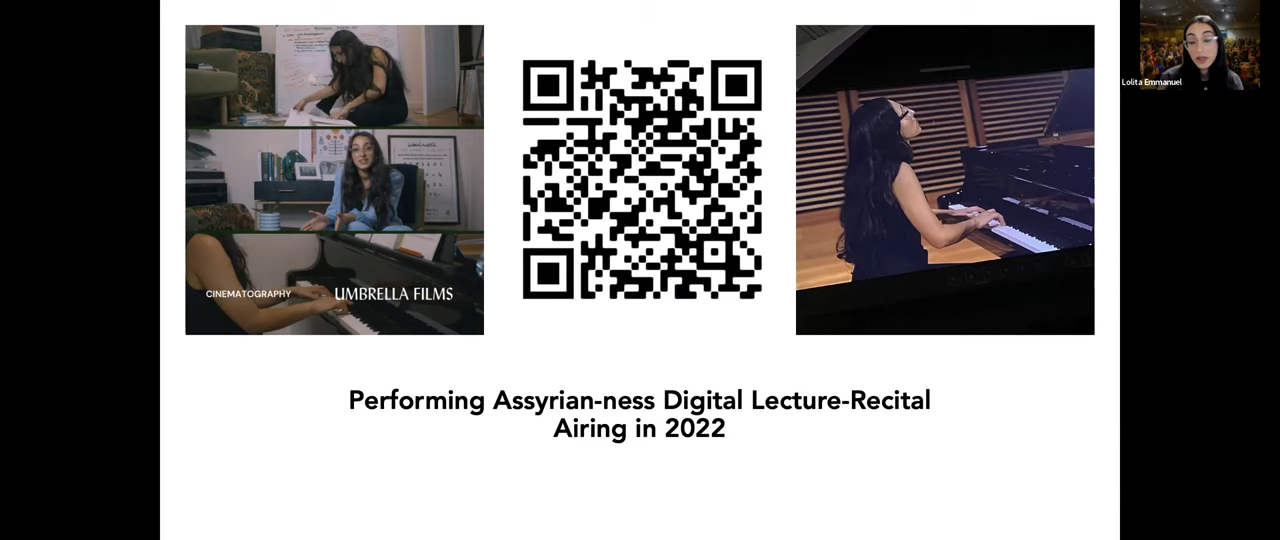 CINEMATOGRAPHY UMBRELLA FILMS
Performing Assyrian-ness Digital Lecture-Recital
Airing in 2022
Lolita Emmanuel